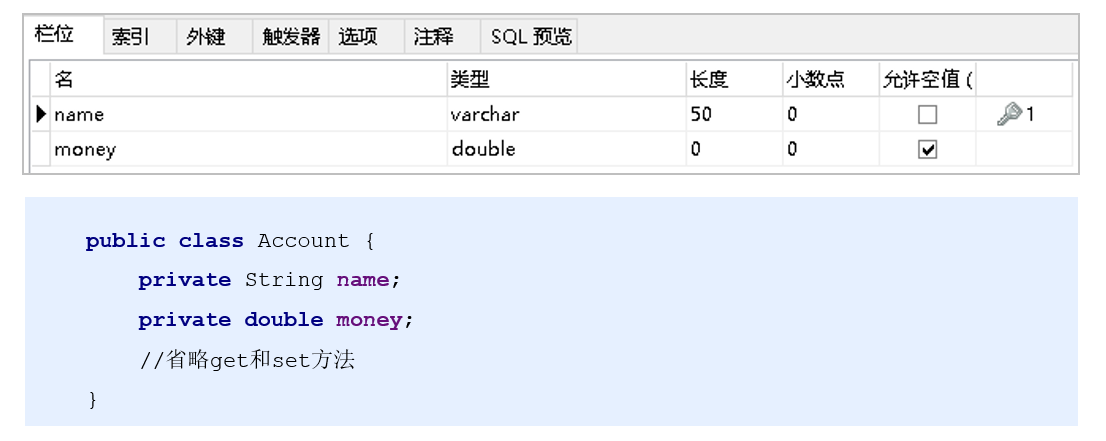 栏位 索引 外键 触发器 选项 注释 SQL 预览
名 类型 长度 小数点 允许空值 (
name varchar 50 0 1
money double 0 0
public class Account {
private String name;
private double money;
//省略get和set方法
}